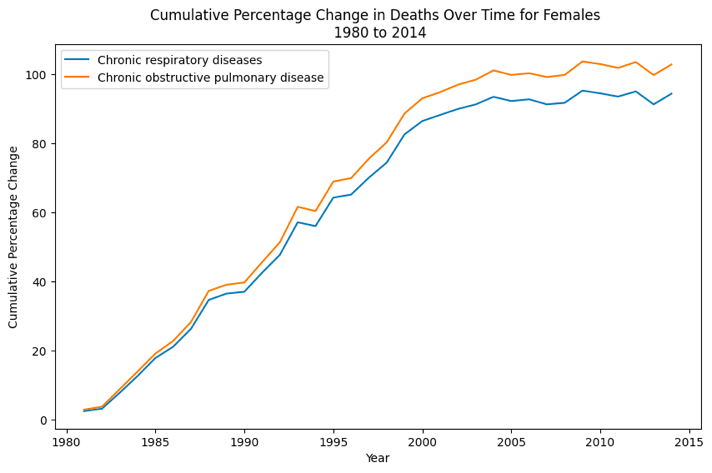 Cumulative Percentage Change in Deaths Over Time for Females
1980 to 2014
Chronic respiratory diseases
Chronic obstructive pulmonary disease
Cumulative Percentage Change
100
80
60
40
20
0
1980 1985 1990 1995 2000 2005 2010 2015
Year